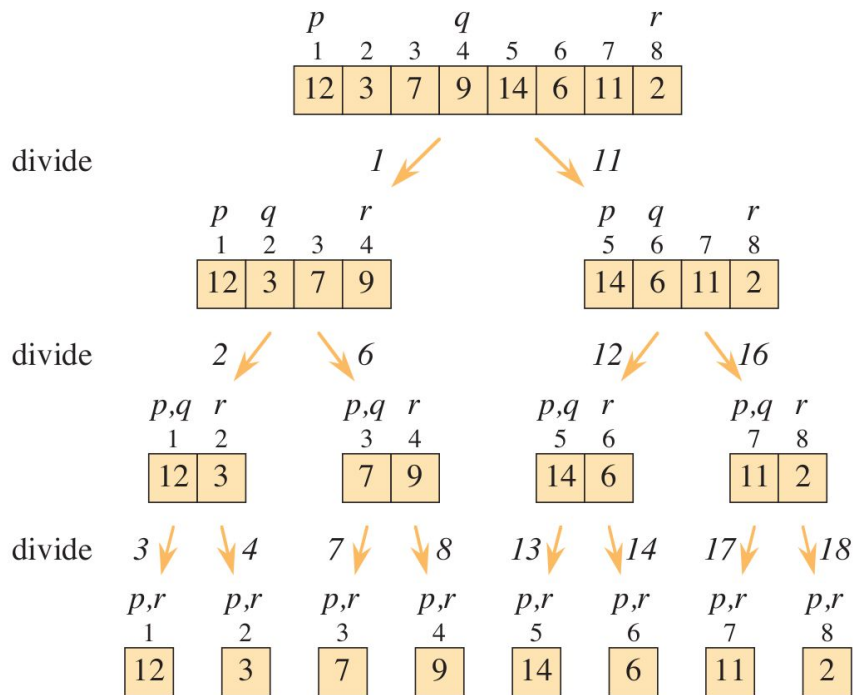 p q r
1 2 3 4 5 6 7 8
12 3 7 9 14 6 11 2
divide 1 11
p q r p q r
1 2 3 4 5 6 7 8
12 3 7 9 14 6 11 2
divide 2 6 12 16
p,q r p,q r p,q r p,q r
1 2 3 4 5 6 7 8
12 3 7 9 14 6 11 2
divide 3 4 7 8 13 14 17 18
p,r p,r p,r p,r p,r p,r p,r p,r
1 2 3 4 5 6 7 8
12 3 7 9 14 6 11 2